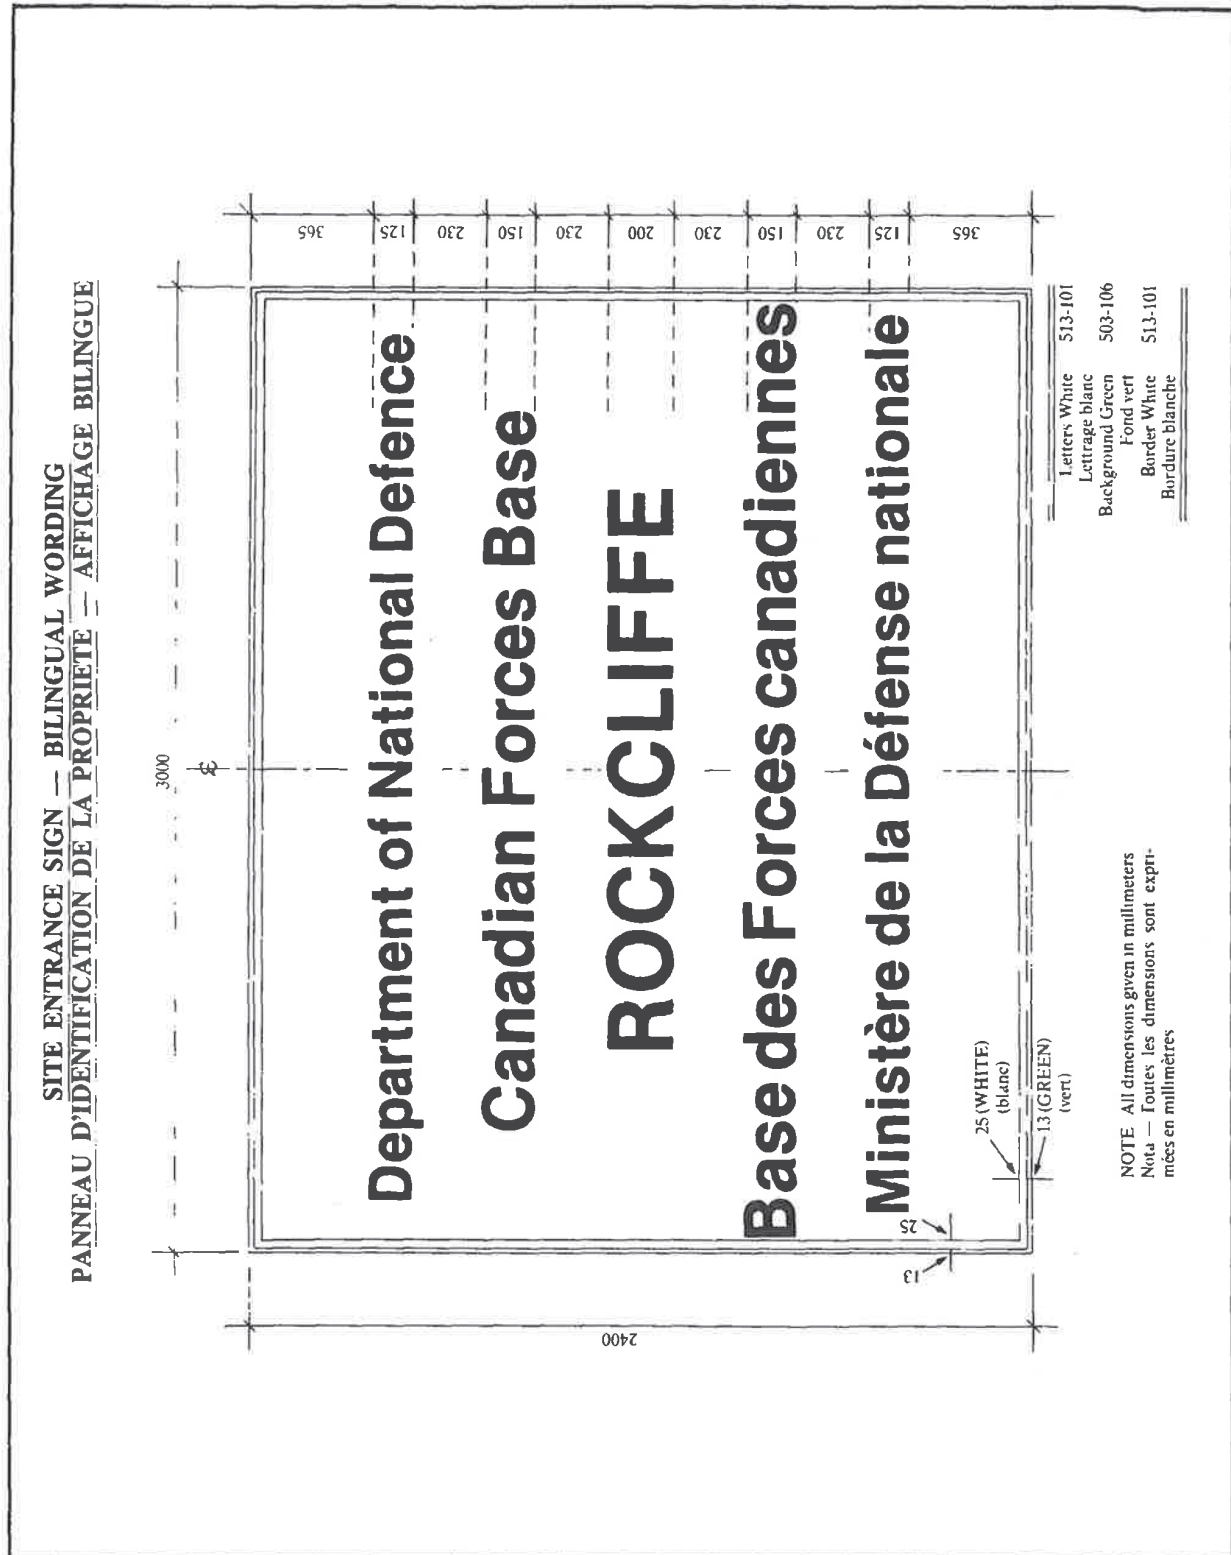 SITE ENTRANCE SIGN — BILINGUAL WORDING
PANNEAU D'IDENTIFICATION DE LA PROPRIETE — AFFICHAGE BILINGUE
3000
℄
Department of National Defence
Canadian Forces Base
ROCKCLIFFE
Base des Forces canadiennes
Ministère de la Défense nationale
365
125
230
150
230
200
230
150
230
125
365
2400
13
25
25 (WHITE)
(blanc)
13 (GREEN)
(vert)
NOTE All dimensions given in millimeters
Nota — Toutes les dimensions sont expri-
mées en millimètres
Letters White 513-101
Lettrage blanc
Background Green 503-106
Fond vert
Border White 513-101
Bordure blanche